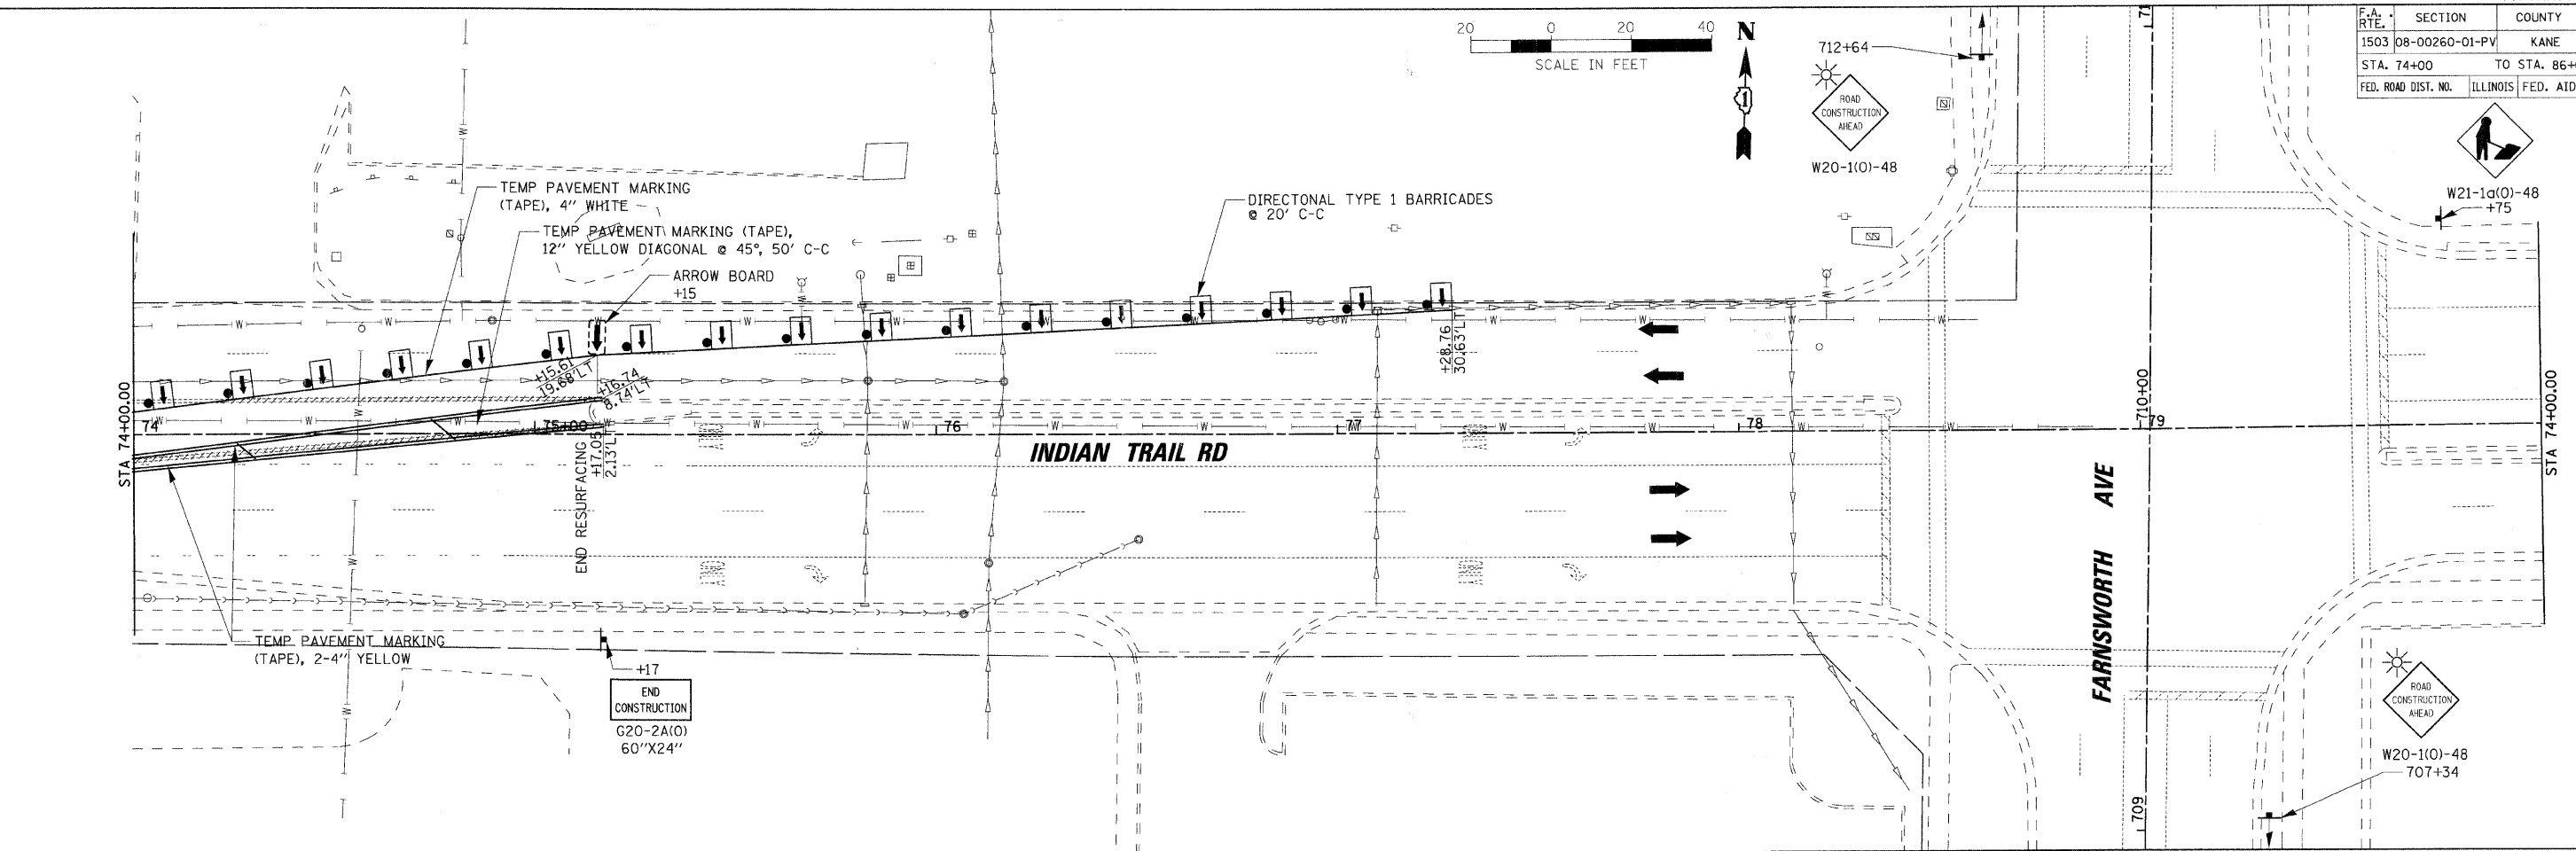 20 0 20 40
SCALE IN FEET
N
1
712+64
ROAD
CONSTRUCTION
AHEAD
W20-1(O)-48
71
F.A.
RTE.
SECTION
COUNTY
1503
08-00260-01-PV
KANE
STA. 74+00
TO STA. 86+
FED. ROAD DIST. NO.
ILLINOIS
FED. AID
W21-1a(O)-48
+75
TEMP PAVEMENT MARKING
(TAPE), 4" WHITE
TEMP PAVEMENT MARKING (TAPE),
12" YELLOW DIAGONAL @ 45°, 50' C-C
ARROW BOARD
+15
DIRECTONAL TYPE 1 BARRICADES
@ 20' C-C
+15.61
19.68'LT
+16.74
8.74'LT
+28.76
30.63'LT
STA 74+00.00
74
75+00
76
77
78
79
710+00
STA 74+00.00
INDIAN TRAIL RD
END RESURFACING
+17.05
2.13'LT
FARNSWORTH AVE
TEMP PAVEMENT MARKING
(TAPE), 2-4" YELLOW
+17
END
CONSTRUCTION
G20-2A(O)
60"X24"
ROAD
CONSTRUCTION
AHEAD
W20-1(O)-48
707+34
709